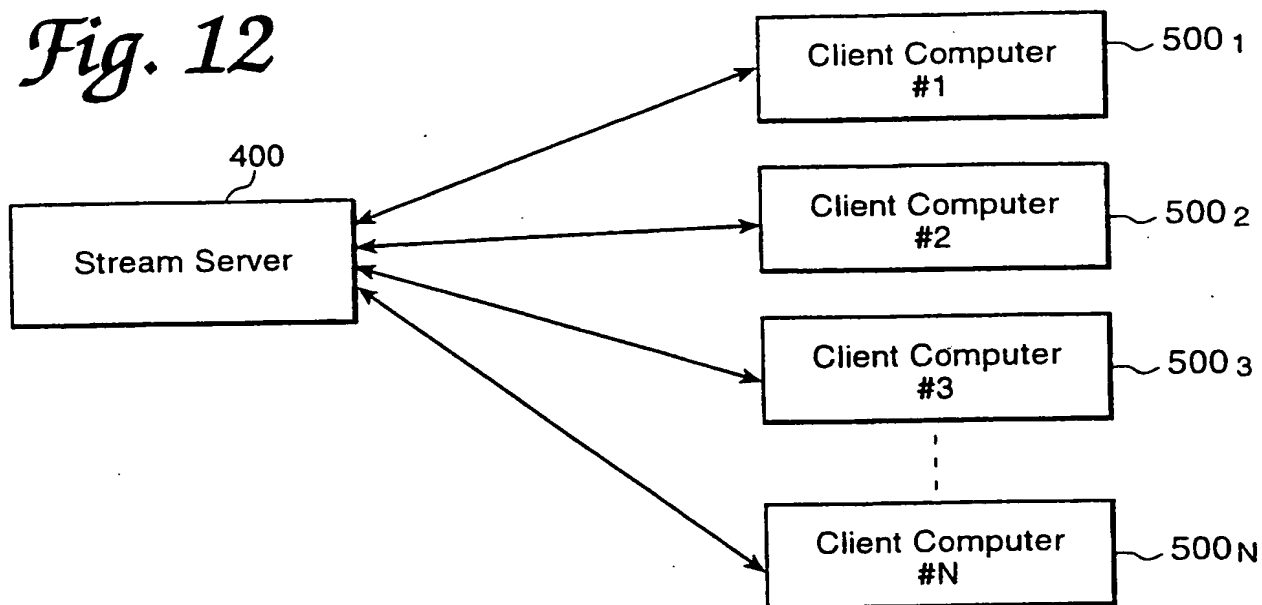 Fig. 12
Client Computer
#1
500 1
400
Stream Server
Client Computer
#2
500 2
Client Computer
#3
500 3
Client Computer
#N
500 N